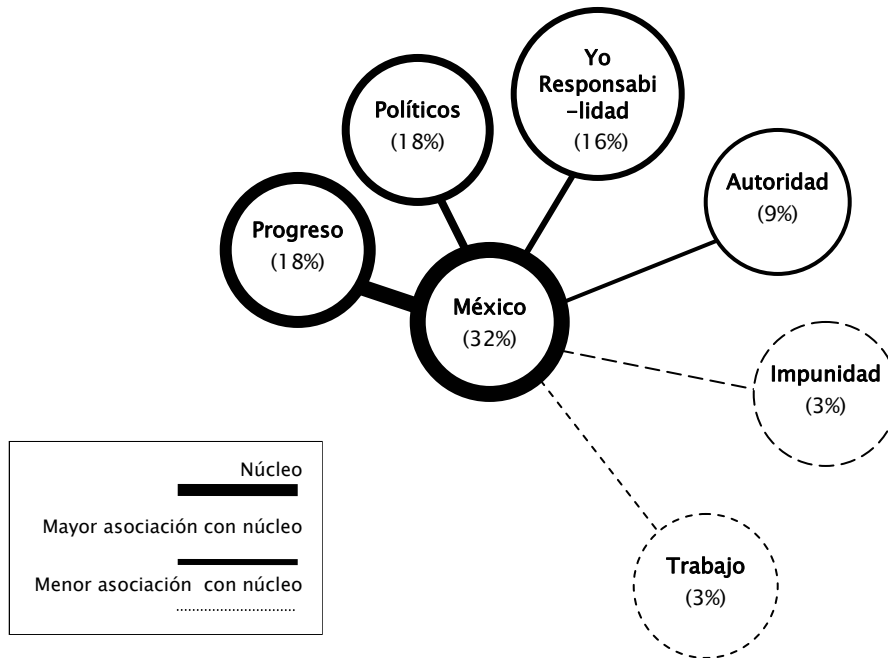 Yo
Responsabi
-lidad
(16%)
Políticos
(18%)
Autoridad
(9%)
Progreso
(18%)
México
(32%)
Impunidad
(3%)
Trabajo
(3%)
Núcleo
Mayor asociación con núcleo
Menor asociación con núcleo